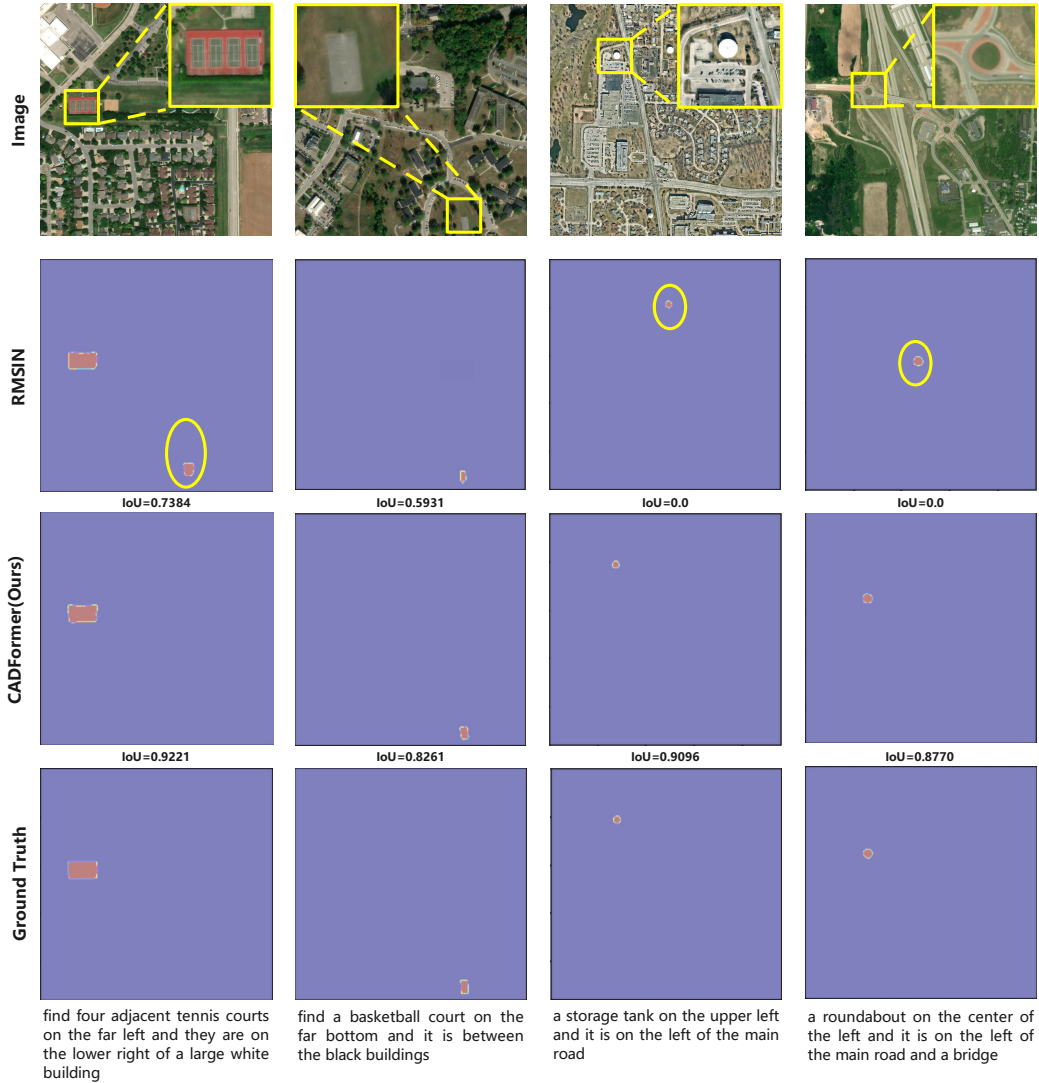 Image
RMSIN
IoU=0.7384
IoU=0.5931
IoU=0.0
IoU=0.0
CADFormer(Ours)
IoU=0.9221
IoU=0.8261
IoU=0.9096
IoU=0.8770
Ground Truth
find four adjacent tennis courts
on the far left and they are on
the lower right of a large white
building
find a basketball court on the
far bottom and it is between
the black buildings
a storage tank on the upper left
and it is on the left of the main
road
a roundabout on the center of
the left and it is on the left of
the main road and a bridge